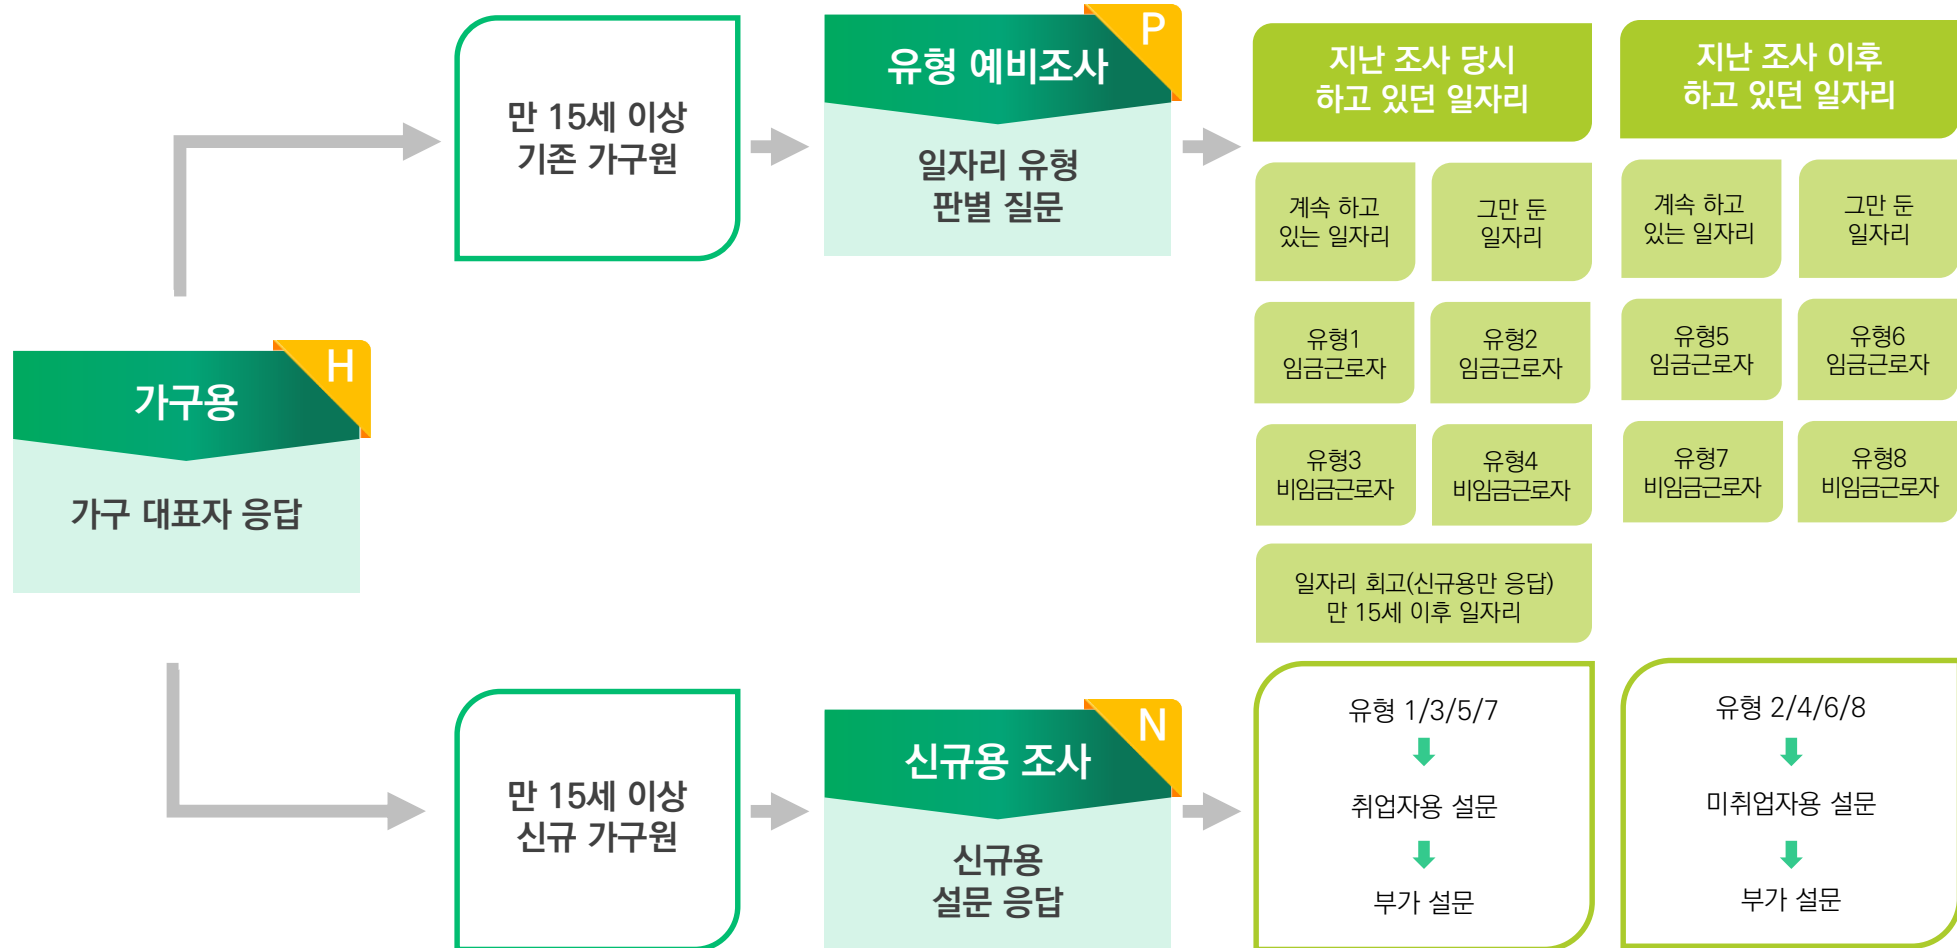 가구용
H
가구 대표자 응답
만 15세 이상
기존 가구원
유형 예비조사
P
일자리 유형
판별 질문
지난 조사 당시
하고 있던 일자리
지난 조사 이후
하고 있던 일자리
계속 하고
있는 일자리
그만 둔
일자리
계속 하고
있는 일자리
그만 둔
일자리
유형1
임금근로자
유형2
임금근로자
유형5
임금근로자
유형6
임금근로자
유형3
비임금근로자
유형4
비임금근로자
유형7
비임금근로자
유형8
비임금근로자
일자리 회고(신규용만 응답)
만 15세 이후 일자리
만 15세 이상
신규 가구원
신규용 조사
N
신규용
설문 응답
유형 1/3/5/7
취업자용 설문
부가 설문
유형 2/4/6/8
미취업자용 설문
부가 설문